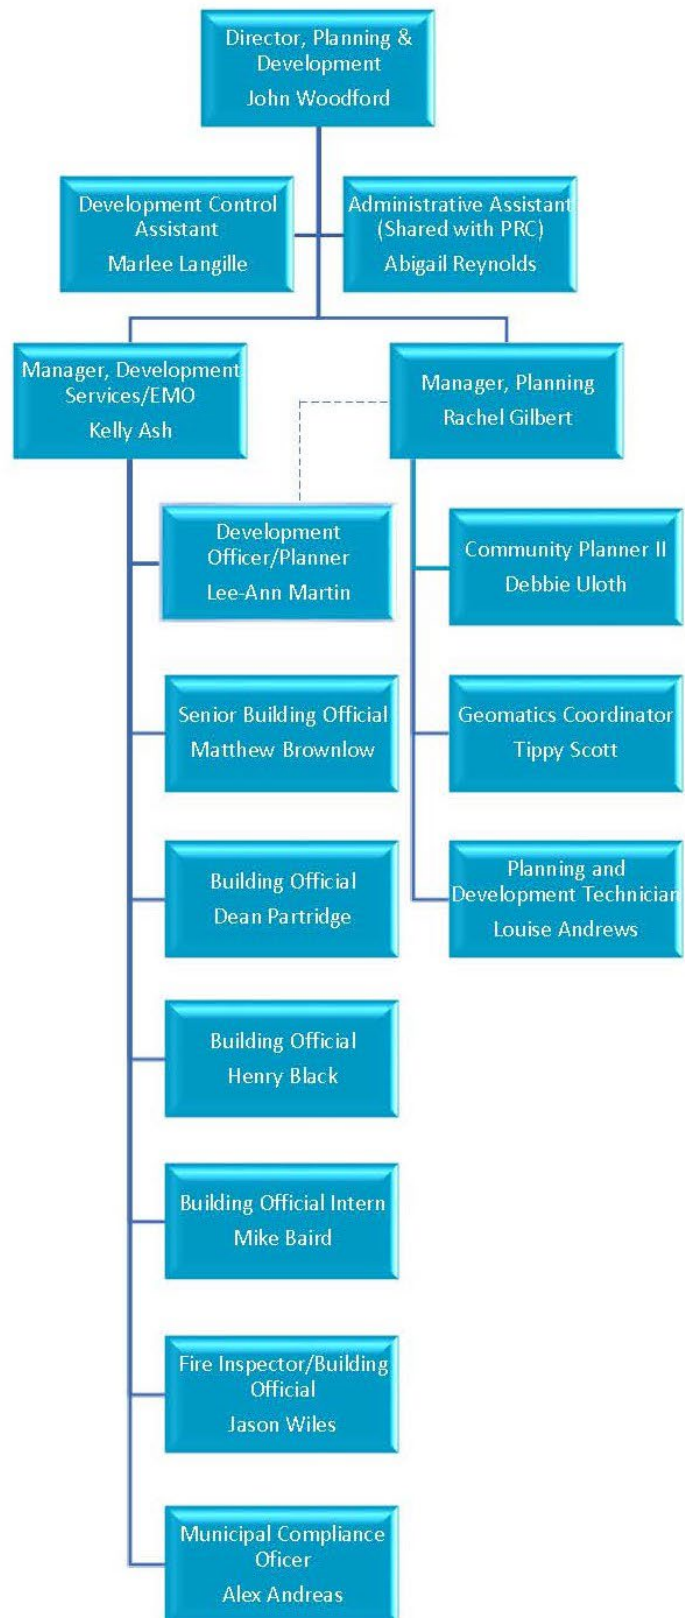 Director, Planning &
Development
John Woodford
Development Control
Assistant
Marlee Langille
Administrative Assistant
(Shared with PRC)
Abigail Reynolds
Manager, Development
Services/EMO
Kelly Ash
Manager, Planning
Rachel Gilbert
Development
Officer/Planner
Lee-Ann Martin
Community Planner II
Debbie Uloth
Senior Building Official
Matthew Brownlow
Geomatics Coordinator
Tippy Scott
Building Official
Dean Partridge
Planning and
Development Technician
Louise Andrews
Building Official
Henry Black
Building Official Intern
Mike Baird
Fire Inspector/Building
Official
Jason Wiles
Municipal Compliance
Oficer
Alex Andreas